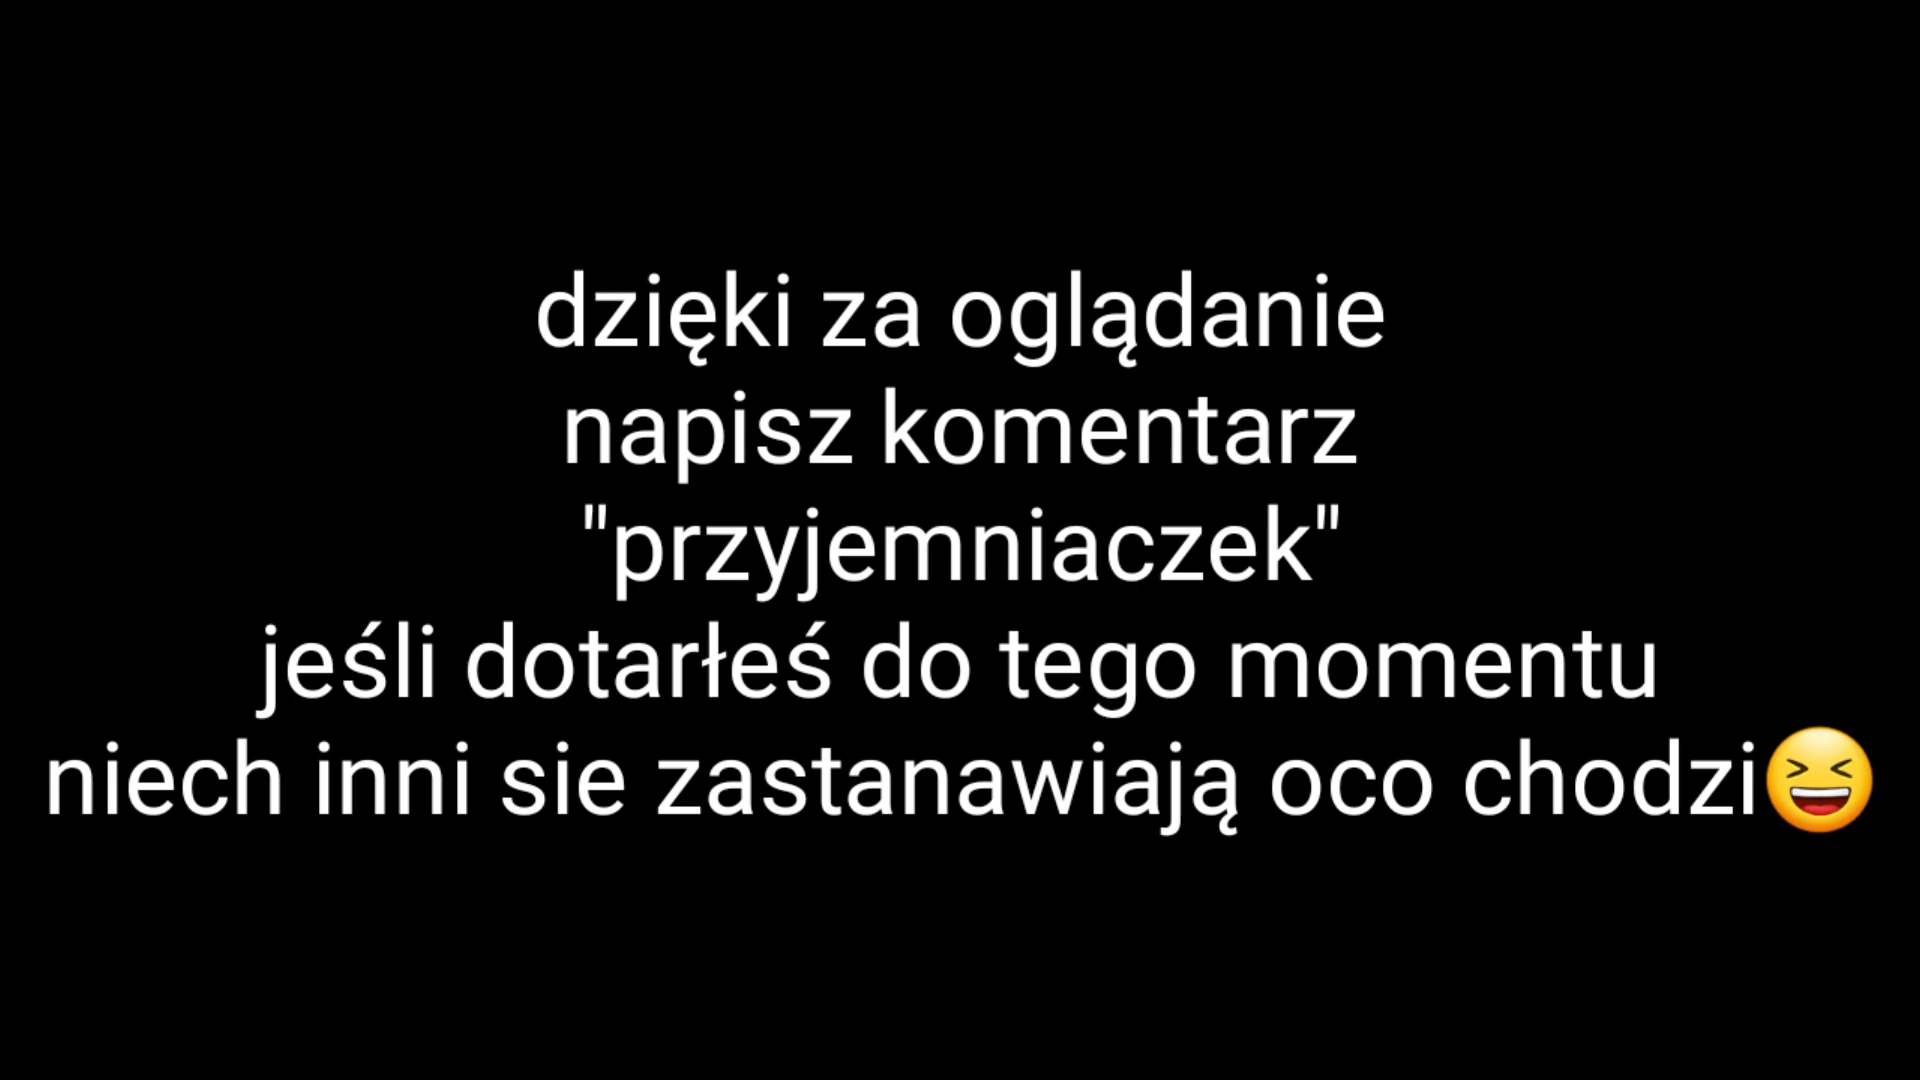 dzięki za oglądanie
napisz komentarz
"przyjemniaczek"
jeśli dotarłeś do tego momentu
niech inni sie zastanawiają oco chodzi😆